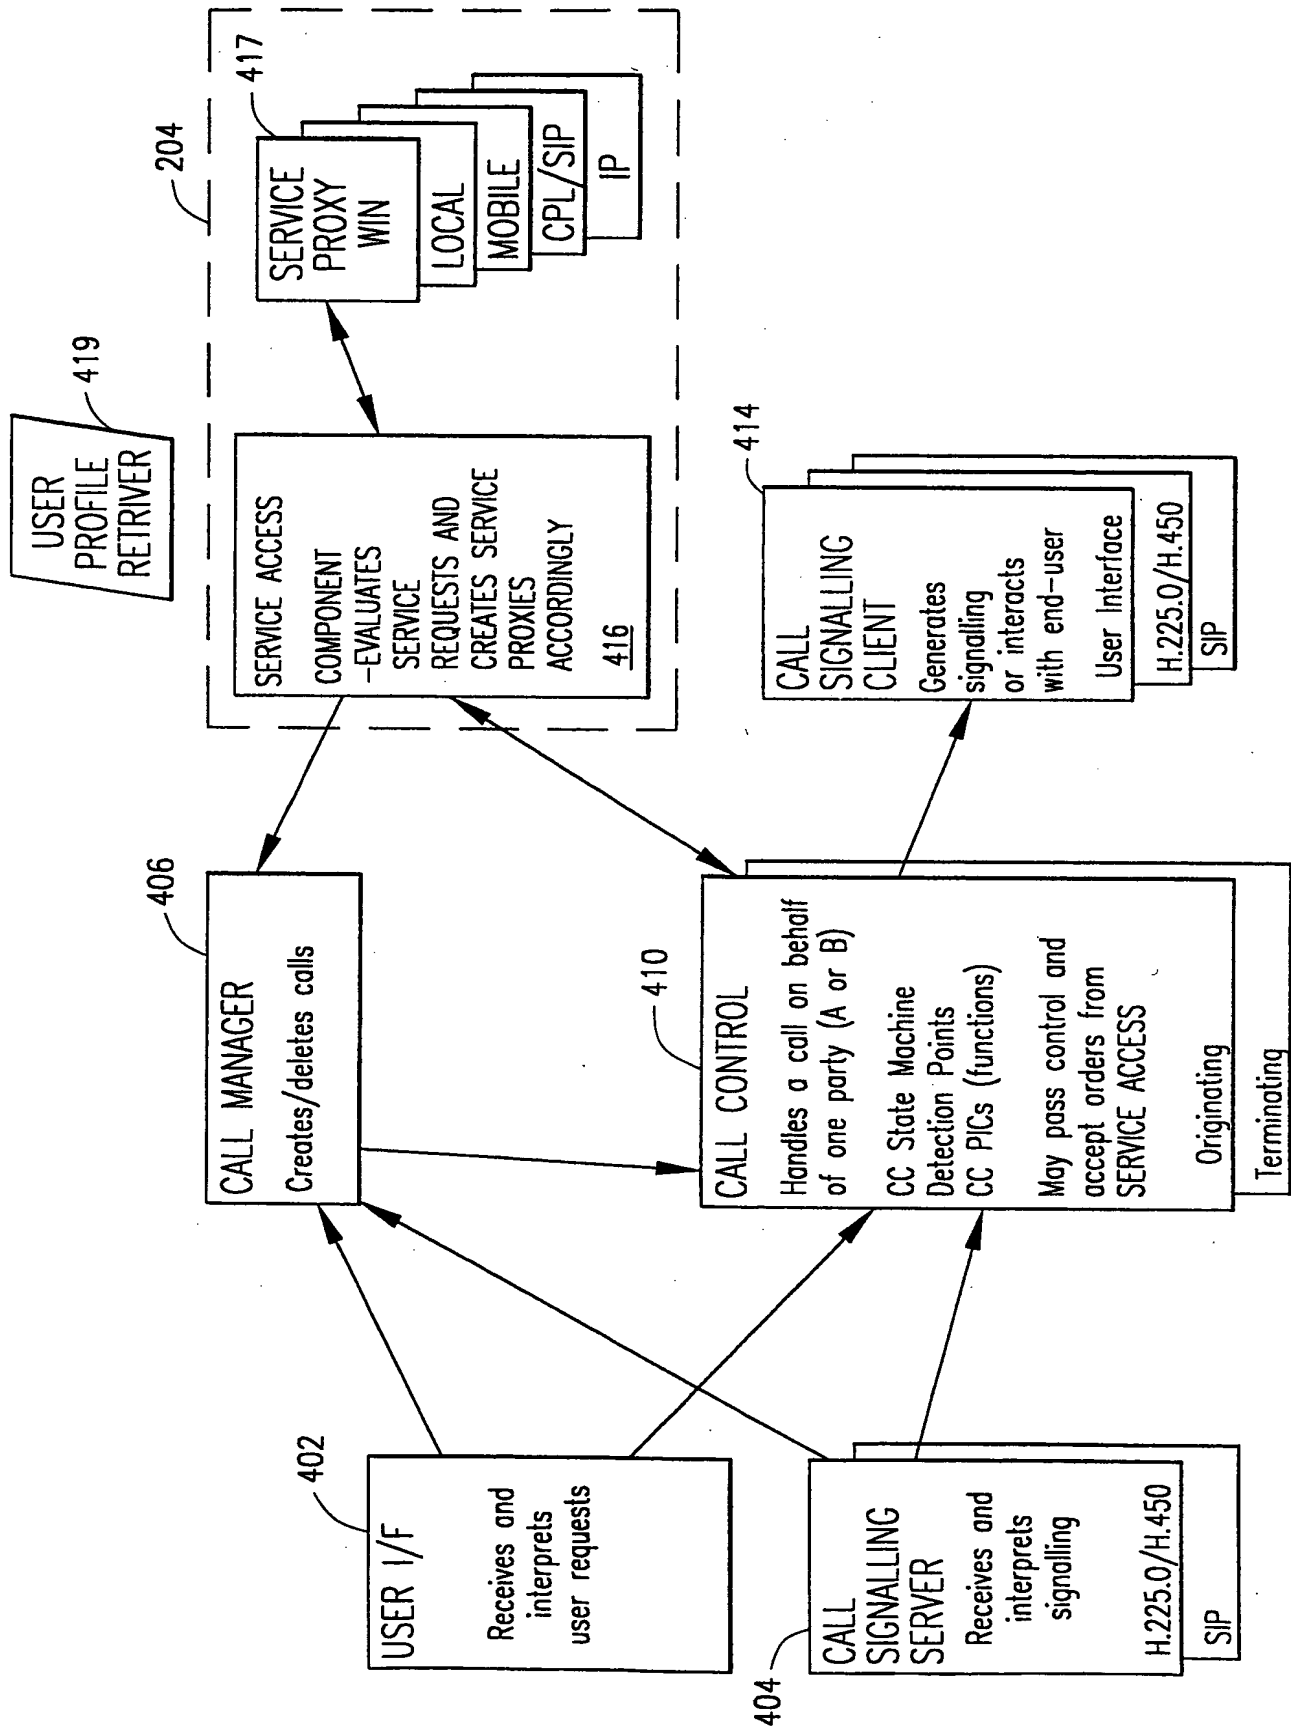 USER PROFILE RETRIVER
419
204
417
SERVICE
PROXY
WIN
LOCAL
MOBILE
CPL/SIP
IP
SERVICE ACCESS
COMPONENT
-EVALUATES
SERVICE
REQUESTS AND
CREATES SERVICE
PROXIES
ACCORDINGLY
416
406
CALL MANAGER
Creates/deletes calls
402
USER I/F
Receives and
interprets
user requests
404
CALL
SIGNALLING
SERVER
Receives and
interprets
signalling
H.225.0/H.450
SIP
410
CALL CONTROL
Handles a call on behalf
of one party (A or B)
CC State Machine
Detection Points
CC PICs (functions)
May pass control and
accept orders from
SERVICE ACCESS
Originating
Terminating
414
CALL
SIGNALLING
CLIENT
Generates
signalling
or interacts
with end-user
User Interface
H.225.0/H.450
SIP